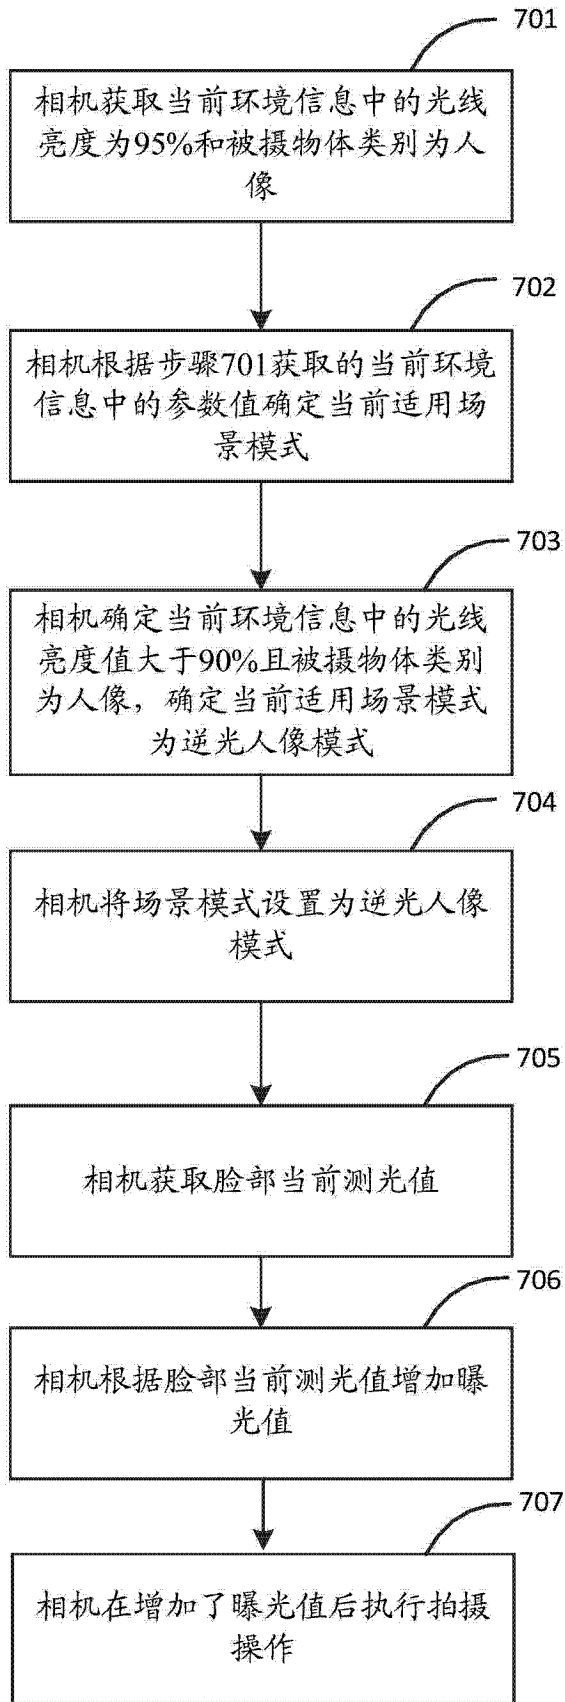 701
相机获取当前环境信息中的光线
亮度为95%和被摄物体类别为人
像
702
相机根据步骤701获取的当前环境
信息中的参数值确定当前适用场
景模式
703
相机确定当前环境信息中的光线
亮度值大于90%且被摄物体类别
为人像，确定当前适用场景模式
为逆光人像模式
704
相机将场景模式设置为逆光人像
模式
705
相机获取脸部当前测光值
706
相机根据脸部当前测光值增加曝
光值
707
相机在增加了曝光值后执行拍摄
操作